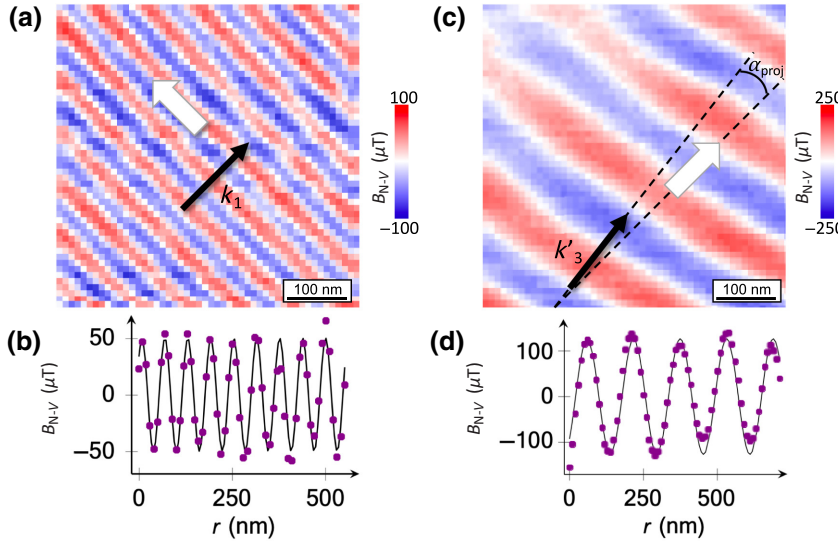 (a)
k₁
100 nm
100
B_N-V (μT)
−100
(c)
α_proj
k'₃
100 nm
250
B_N-V (μT)
−250
(b)
50
0
−50
B_N-V (μT)
0
250
500
r (nm)
(d)
100
0
−100
B_N-V (μT)
0
250
500
r (nm)